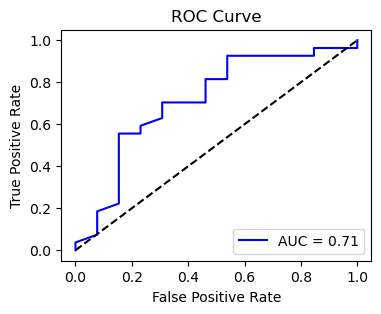 ROC Curve
True Positive Rate
1.0
0.8
0.6
0.4
0.2
0.0
0.0 0.2 0.4 0.6 0.8 1.0
False Positive Rate
AUC = 0.71